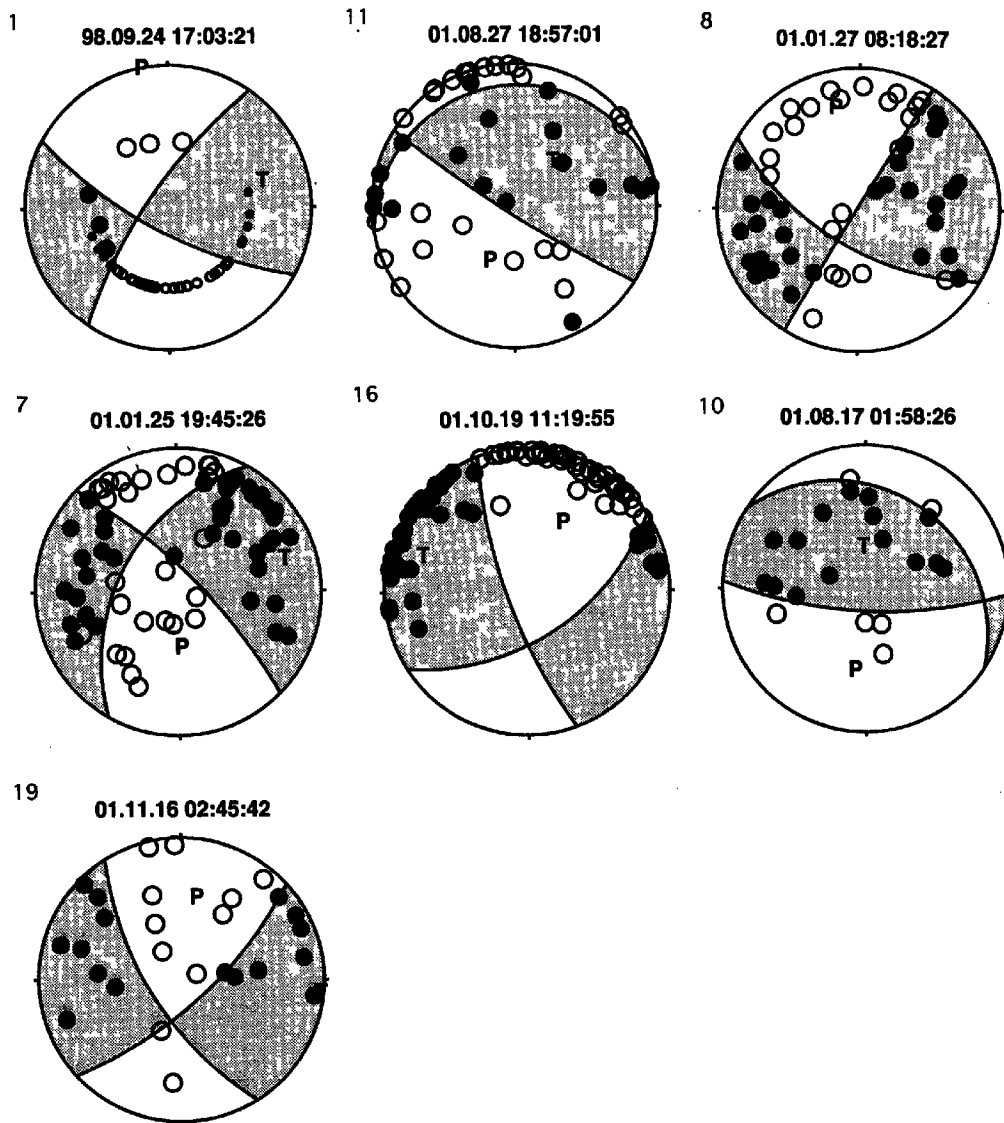 1
98.09.24 17:03:21
P
T
11
01.08.27 18:57:01
T
P
8
01.01.27 08:18:27
P
T
7
01.01.25 19:45:26
T
P
16
01.10.19 11:19:55
P
T
10
01.08.17 01:58:26
T
P
19
01.11.16 02:45:42
P